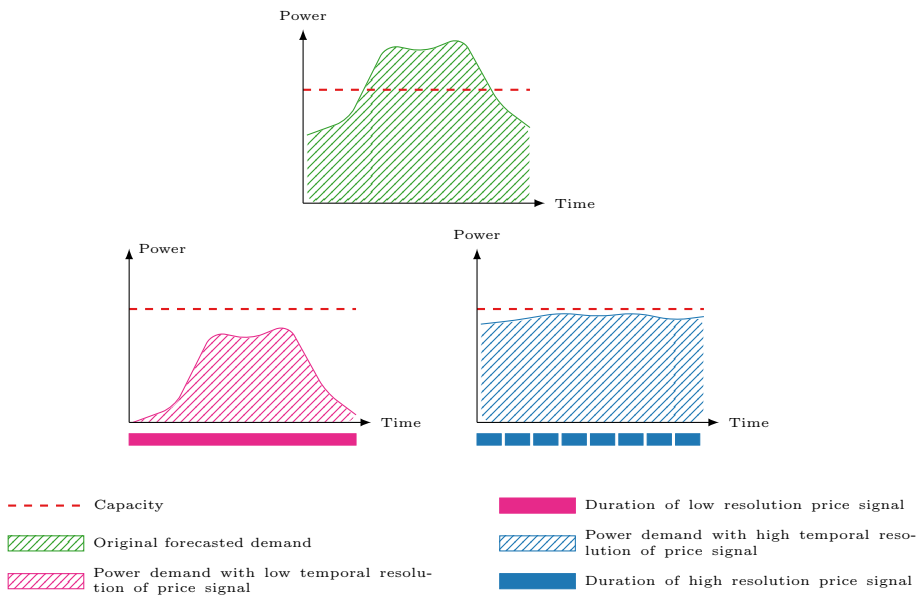 Power
Time
Power
Time
Power
Time
Capacity
Original forecasted demand
Power demand with low temporal resolu-
tion of price signal
Duration of low resolution price signal
Power demand with high temporal reso-
lution of price signal
Duration of high resolution price signal